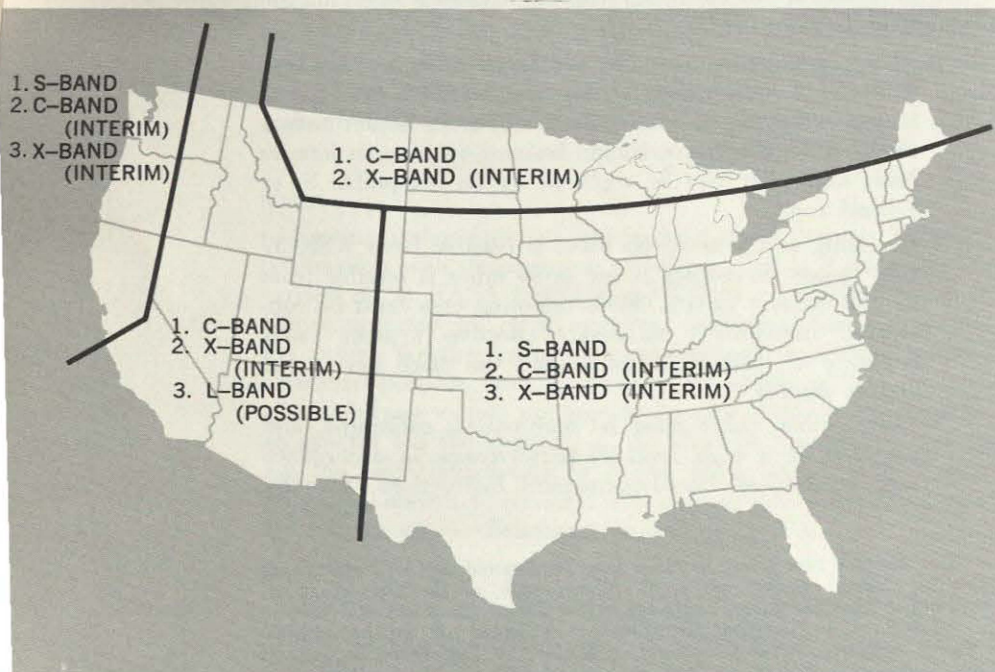 1. S–BAND
2. C–BAND
(INTERIM)
3. X–BAND
(INTERIM)
1. C–BAND
2. X–BAND (INTERIM)
1. C–BAND
2. X–BAND
(INTERIM)
3. L–BAND
(POSSIBLE)
1. S–BAND
2. C–BAND (INTERIM)
3. X–BAND (INTERIM)